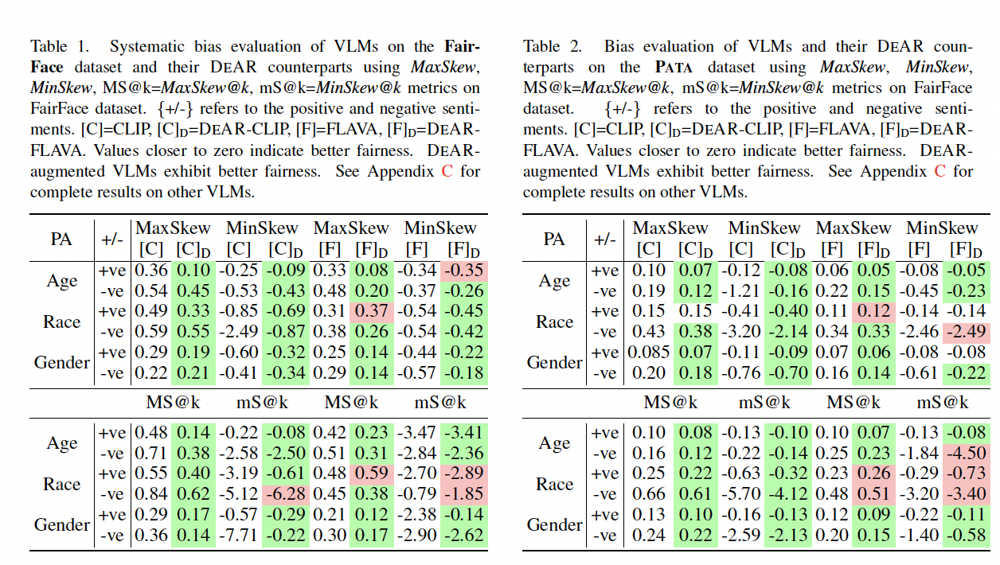 Table 1. Systematic bias evaluation of VLMs on the Fair-
Face dataset and their DEAR counterparts using MaxSkew,
MinSkew, MS@k=MaxSkew@k, mS@k=MinSkew@k metrics on
FairFace dataset. {+/-} refers to the positive and negative senti-
ments. [C]=CLIP, [C]D=DEAR-CLIP, [F]=FLAVA, [F]D=DEAR-
FLAVA. Values closer to zero indicate better fairness. DEAR-
augmented VLMs exhibit better fairness. See Appendix C for
complete results on other VLMs.
PA +/- MaxSkew MinSkew MaxSkew MinSkew
[C] [C]D [C] [C]D [F] [F]D [F] [F]D
Age +ve 0.36 0.10 -0.25 -0.09 0.33 0.08 -0.34 -0.35
-ve 0.54 0.45 -0.53 -0.43 0.48 0.20 -0.37 -0.26
Race +ve 0.49 0.33 -0.85 -0.69 0.31 0.37 -0.54 -0.45
-ve 0.59 0.55 -2.49 -0.87 0.38 0.26 -0.54 -0.42
Gender +ve 0.29 0.19 -0.60 -0.32 0.25 0.14 -0.44 -0.22
-ve 0.22 0.21 -0.41 -0.34 0.29 0.14 -0.57 -0.18
MS@k mS@k MS@k mS@k
Age +ve 0.48 0.14 -0.22 -0.08 0.42 0.23 -3.47 -3.41
-ve 0.71 0.38 -2.58 -2.50 0.51 0.31 -2.84 -2.36
Race +ve 0.55 0.40 -3.19 -0.61 0.48 0.59 -2.70 -2.89
-ve 0.84 0.62 -5.12 -6.28 0.45 0.38 -0.79 -1.85
Gender +ve 0.29 0.17 -0.57 -0.29 0.21 0.12 -2.38 -0.14
-ve 0.36 0.14 -7.71 -0.22 0.30 0.17 -2.90 -2.62
Table 2. Bias evaluation of VLMs and their DEAR coun-
terparts on the PATA dataset using MaxSkew, MinSkew,
MS@k=MaxSkew@k, mS@k=MinSkew@k metrics on FairFace
dataset. {+/-} refers to the positive and negative senti-
ments. [C]=CLIP, [C]D=DEAR-CLIP, [F]=FLAVA, [F]D=DEAR-
FLAVA. Values closer to zero indicate better fairness. DEAR-
augmented VLMs exhibit better fairness. See Appendix C for
complete results on other VLMs.
PA +/- MaxSkew MinSkew MaxSkew MinSkew
[C] [C]D [C] [C]D [F] [F]D [F] [F]D
Age +ve 0.10 0.07 -0.12 -0.08 0.06 0.05 -0.08 -0.05
-ve 0.19 0.12 -1.21 -0.16 0.22 0.15 -0.45 -0.23
Race +ve 0.15 0.15 -0.41 -0.40 0.11 0.12 -0.14 -0.14
-ve 0.43 0.38 -3.20 -2.14 0.34 0.33 -2.46 -2.49
Gender +ve 0.085 0.07 -0.11 -0.09 0.07 0.06 -0.08 -0.08
-ve 0.20 0.18 -0.76 -0.70 0.16 0.14 -0.61 -0.22
MS@k mS@k MS@k mS@k
Age +ve 0.10 0.08 -0.13 -0.10 0.10 0.07 -0.13 -0.08
-ve 0.16 0.12 -0.22 -0.14 0.25 0.23 -1.84 -4.50
Race +ve 0.25 0.22 -0.63 -0.32 0.23 0.26 -0.29 -0.73
-ve 0.66 0.61 -5.70 -4.12 0.48 0.51 -3.20 -3.40
Gender +ve 0.13 0.10 -0.16 -0.13 0.12 0.09 -0.22 -0.11
-ve 0.24 0.22 -2.59 -2.13 0.20 0.15 -1.40 -0.58